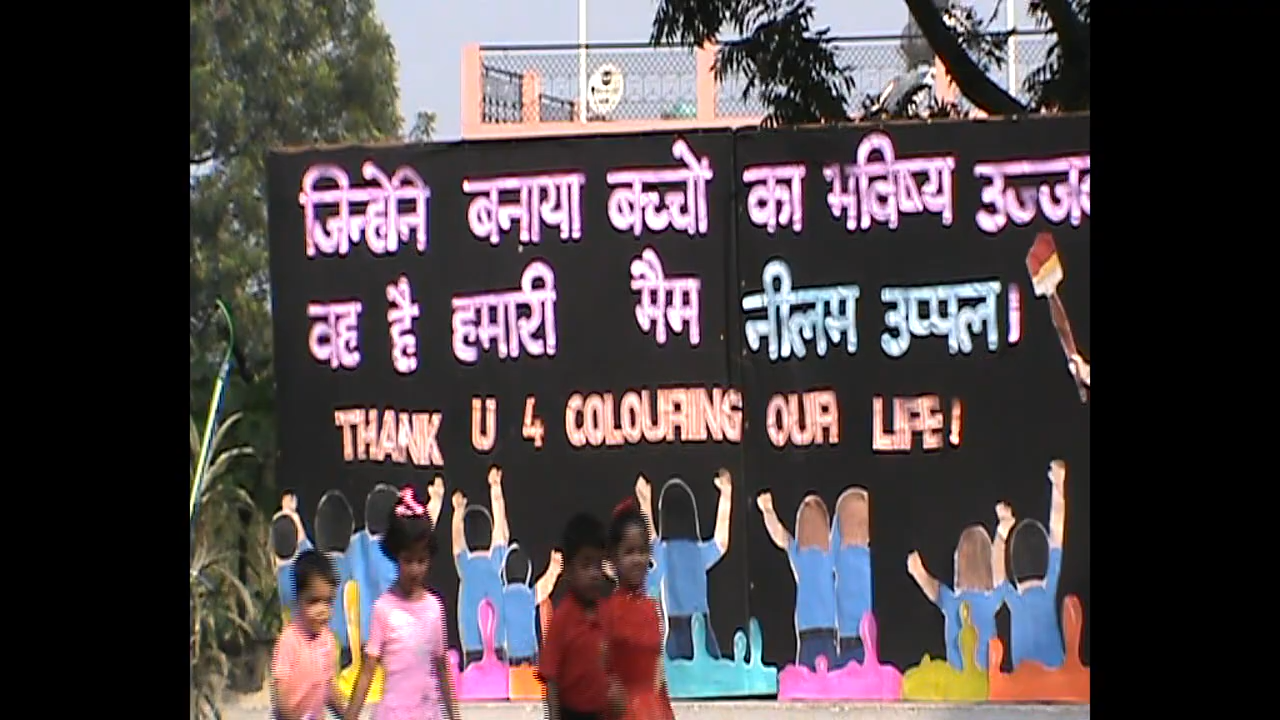 जिन्होनें बनाया बच्चों का भविष्य
वह है हमारी मैम नीलम उप्पल।
THANK U 4 COLOURING OUR LIFE!